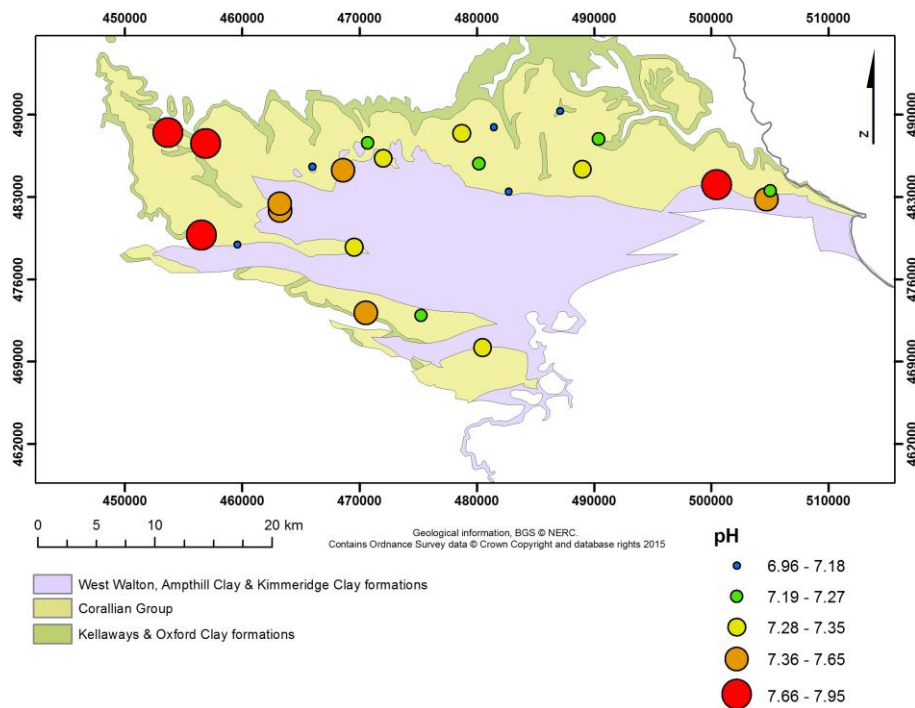 450000 460000 470000 480000 490000 500000 510000
490000 490000
483000 483000
476000 476000
469000 469000
462000 462000
N
450000 460000 470000 480000 490000 500000 510000
0 5 10 20 km
Geological information, BGS © NERC.
Contains Ordnance Survey data © Crown Copyright and database rights 2015
West Walton, Ampthill Clay & Kimmeridge Clay formations
Corallian Group
Kellaways & Oxford Clay formations
pH
6.96 - 7.18
7.19 - 7.27
7.28 - 7.35
7.36 - 7.65
7.66 - 7.95